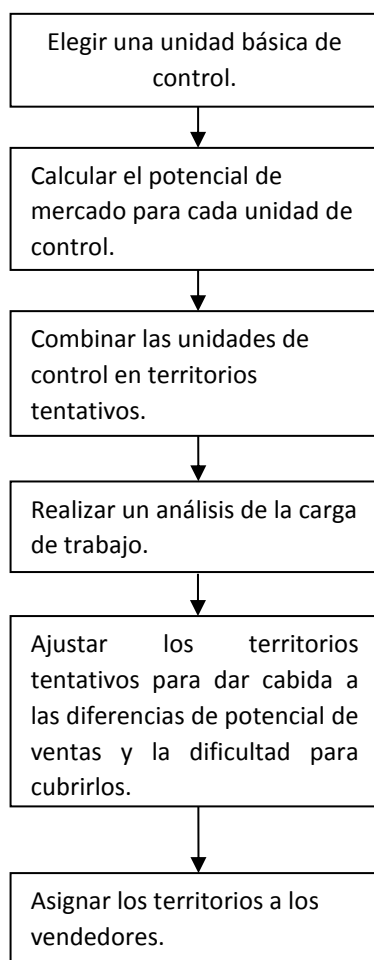 Elegir una unidad básica de
control.
Calcular el potencial de
mercado para cada unidad de
control.
Combinar las unidades de
control en territorios
tentativos.
Realizar un análisis de la carga
de trabajo.
Ajustar los territorios
tentativos para dar cabida a
las diferencias de potencial de
ventas y la dificultad para
cubrirlos.
Asignar los territorios a los
vendedores.